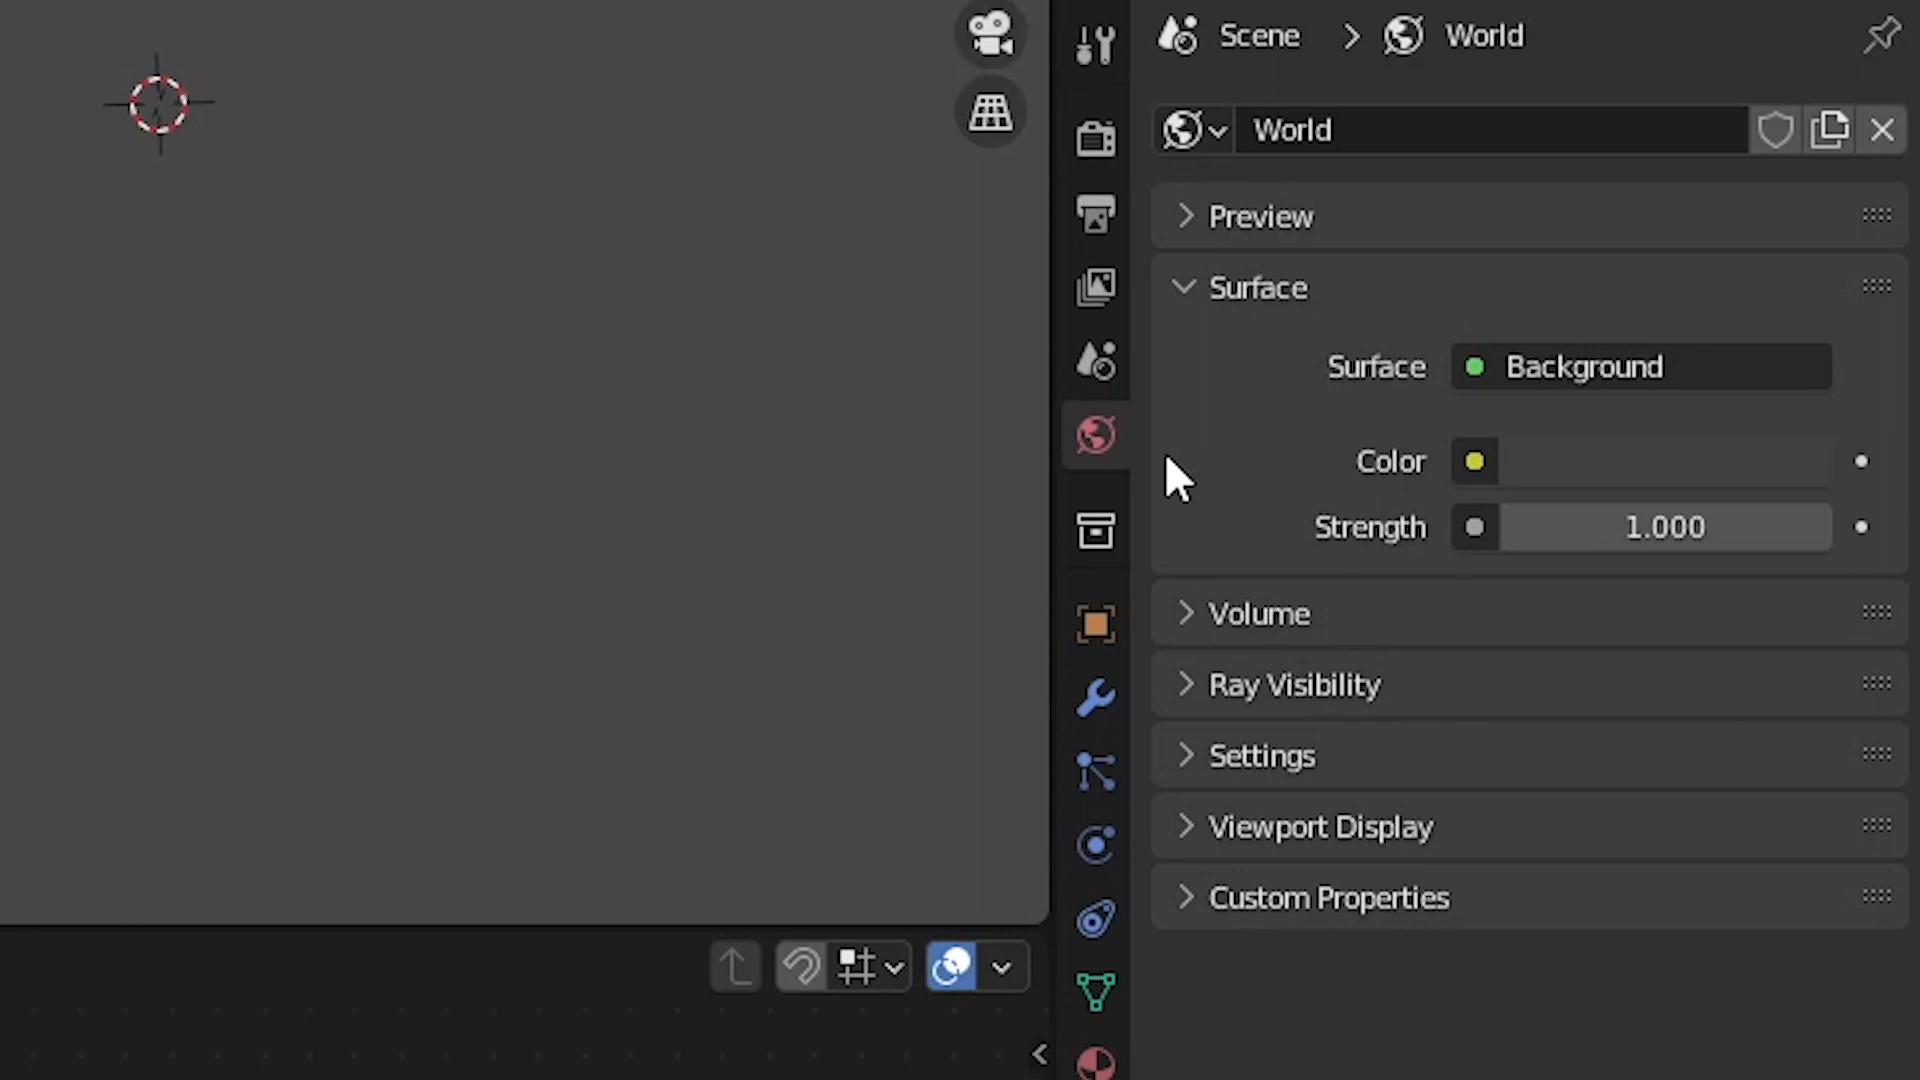 Scene
World
World
Preview
Surface
Surface
Background
Color
Strength
1.000
Volume
Ray Visibility
Settings
Viewport Display
Custom Properties